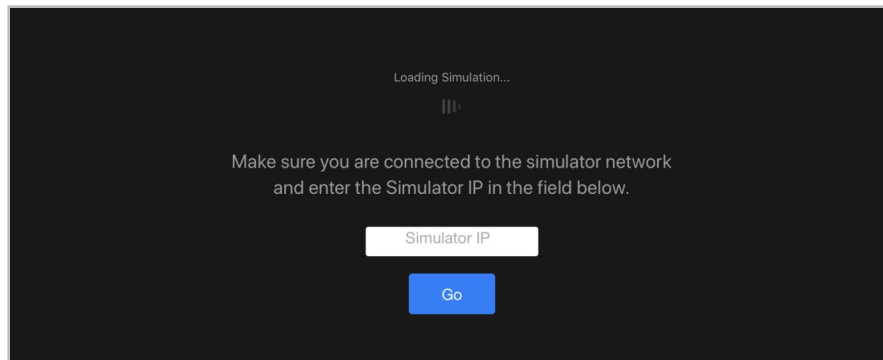 Loading Simulation...
Make sure you are connected to the simulator network
and enter the Simulator IP in the field below.
Simulator IP
Go